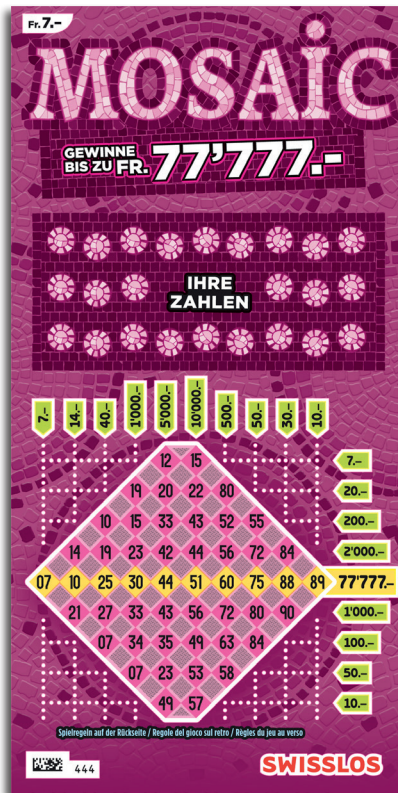 Fr. 7.–
MOSAIC
GEWINNE
BIS ZU FR. 77'777.–
IHRE
ZAHLEN
7.– 14.– 40.– 1'000.– 5'000.– 10'000.– 500.– 50.– 30.– 10.–
12 15 7.–
19 20 22 80 20.–
10 15 33 43 52 55 200.–
14 19 23 42 44 56 72 84 2'000.–
07 10 25 30 44 51 60 75 88 89 77'777.–
21 27 33 43 56 72 80 90 1'000.–
07 34 35 49 63 84 100.–
07 23 53 58 50.–
49 57 10.–
Spielregeln auf der Rückseite / Regole del gioco sul retro / Règles du jeu au verso
444
SWISSLOS